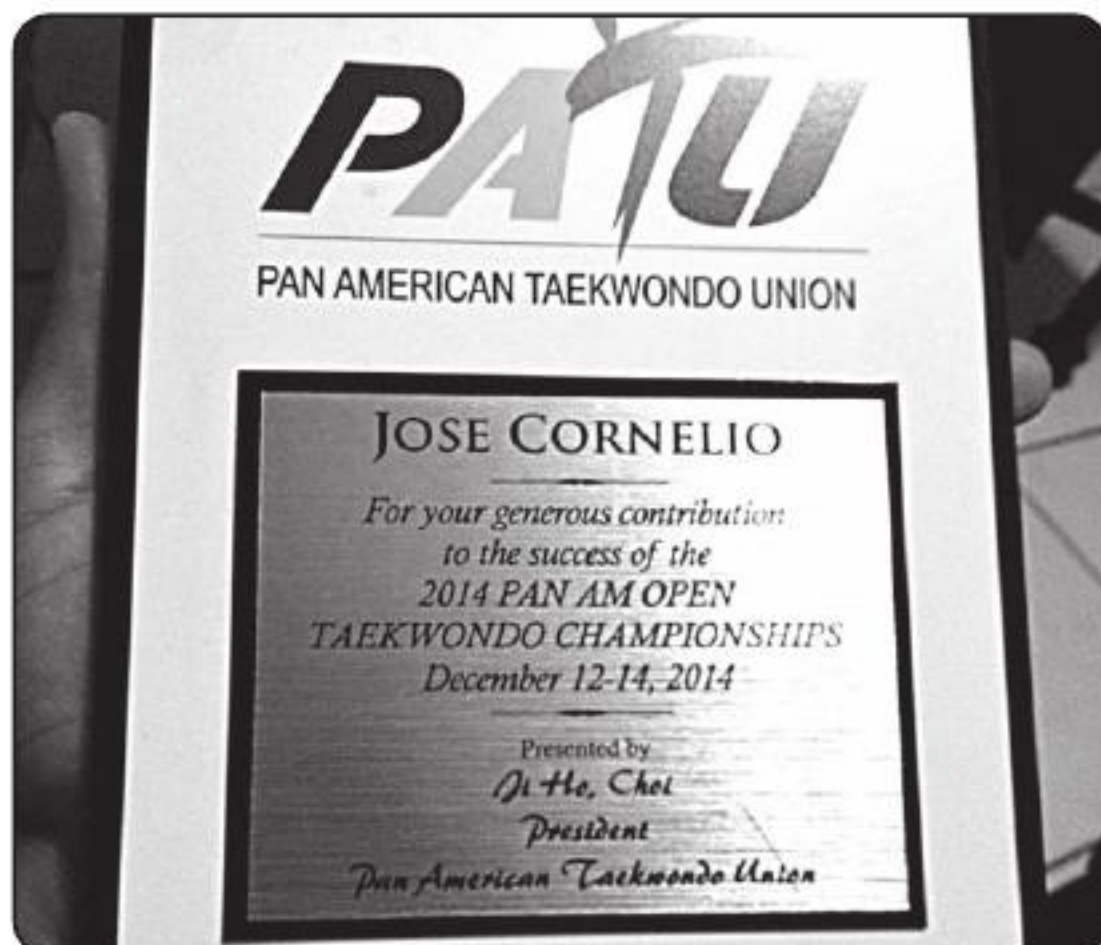 PATU
PAN AMERICAN TAEKWONDO UNION
JOSE CORNELIO
For your generous contribution
to the success of the
2014 PAN AM OPEN
TAEKWONDO CHAMPIONSHIPS
December 12-14, 2014
Presented by
Ji Ho, Choi
President
Pan American Taekwondo Union